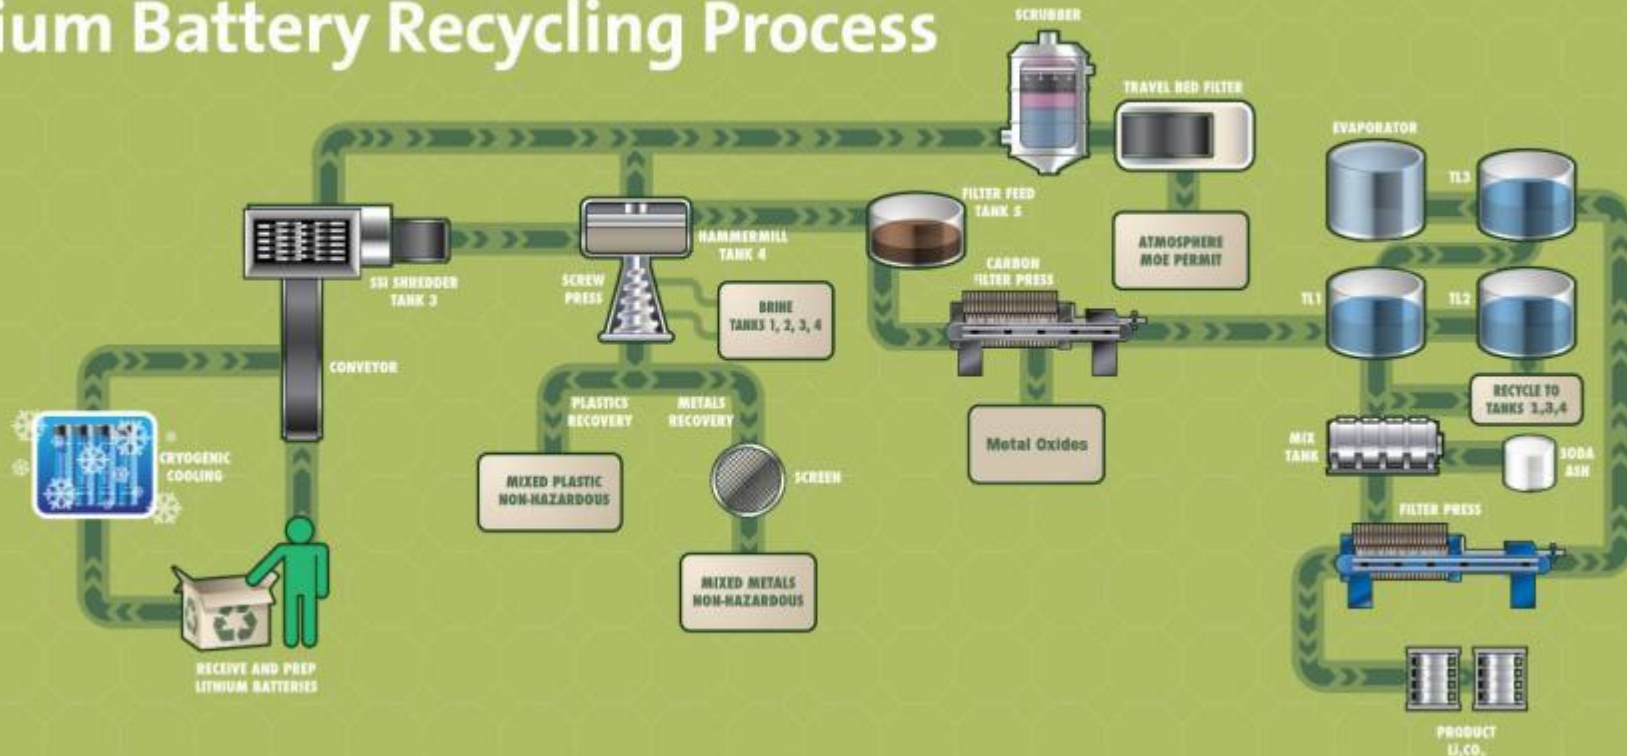 ium Battery Recycling Process
SCRUBBER
TRAVEL BED FILTER
EVAPORATOR
TL3
FILTER FEED
TANK 5
ATMOSPHERE
MOE PERMIT
HAMMERMILL
TANK 4
SSI SHREDDER
TANK 3
SCREW
PRESS
CARBON
FILTER PRESS
BRINE
TANKS 1, 2, 3, 4
TL1
TL2
CONVEYOR
PLASTICS
RECOVERY
METALS
RECOVERY
RECYCLE TO
TANKS 1,3,4
Metal Oxides
MIX
TANK
SODA
ASH
CRYOGENIC
COOLING
MIXED PLASTIC
NON-HAZARDOUS
SCREEN
FILTER PRESS
MIXED METALS
NON-HAZARDOUS
RECEIVE AND PREP
LITHIUM BATTERIES
PRODUCT